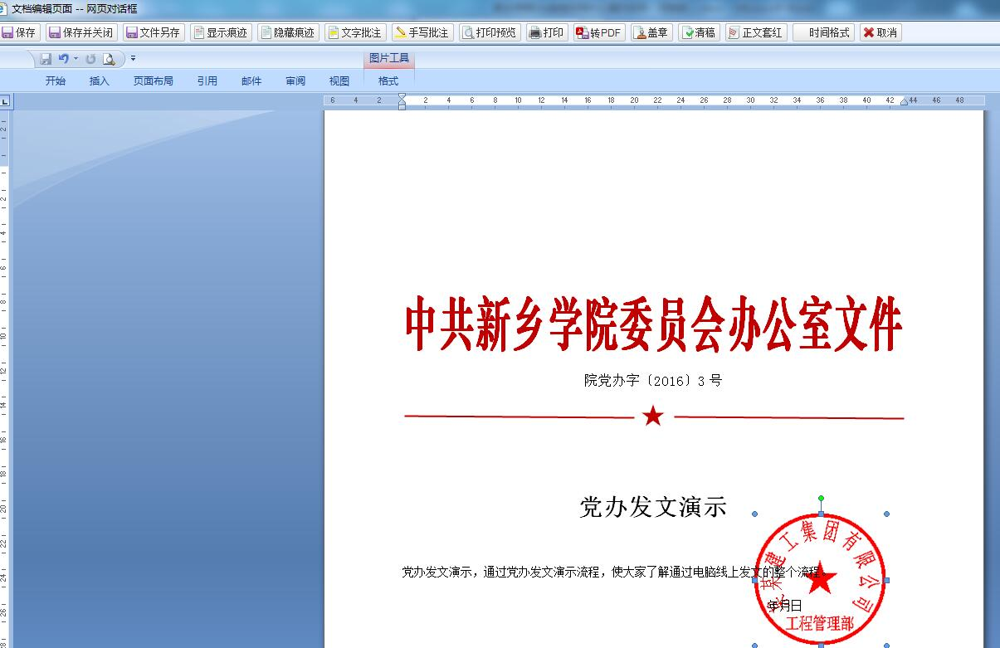 文档编辑页面 -- 网页对话框
保存 保存并关闭 文件另存 显示痕迹 隐藏痕迹 文字批注 手写批注 打印预览 打印 转PDF 盖章 清稿 正文套红 时间格式 取消
图片工具
开始 插入 页面布局 引用 邮件 审阅 视图 格式
6 4 2 2 4 6 8 10 12 14 16 18 20 22 24 26 28 30 32 34 36 38 40 42 44 46 48
中共新乡学院委员会办公室文件
院党办字〔2016〕3 号
党办发文演示
党办发文演示，通过党办发文演示流程，使大家了解通过电脑线上发文的整个流程。
年月日
某建工集团有限公司
工程管理部